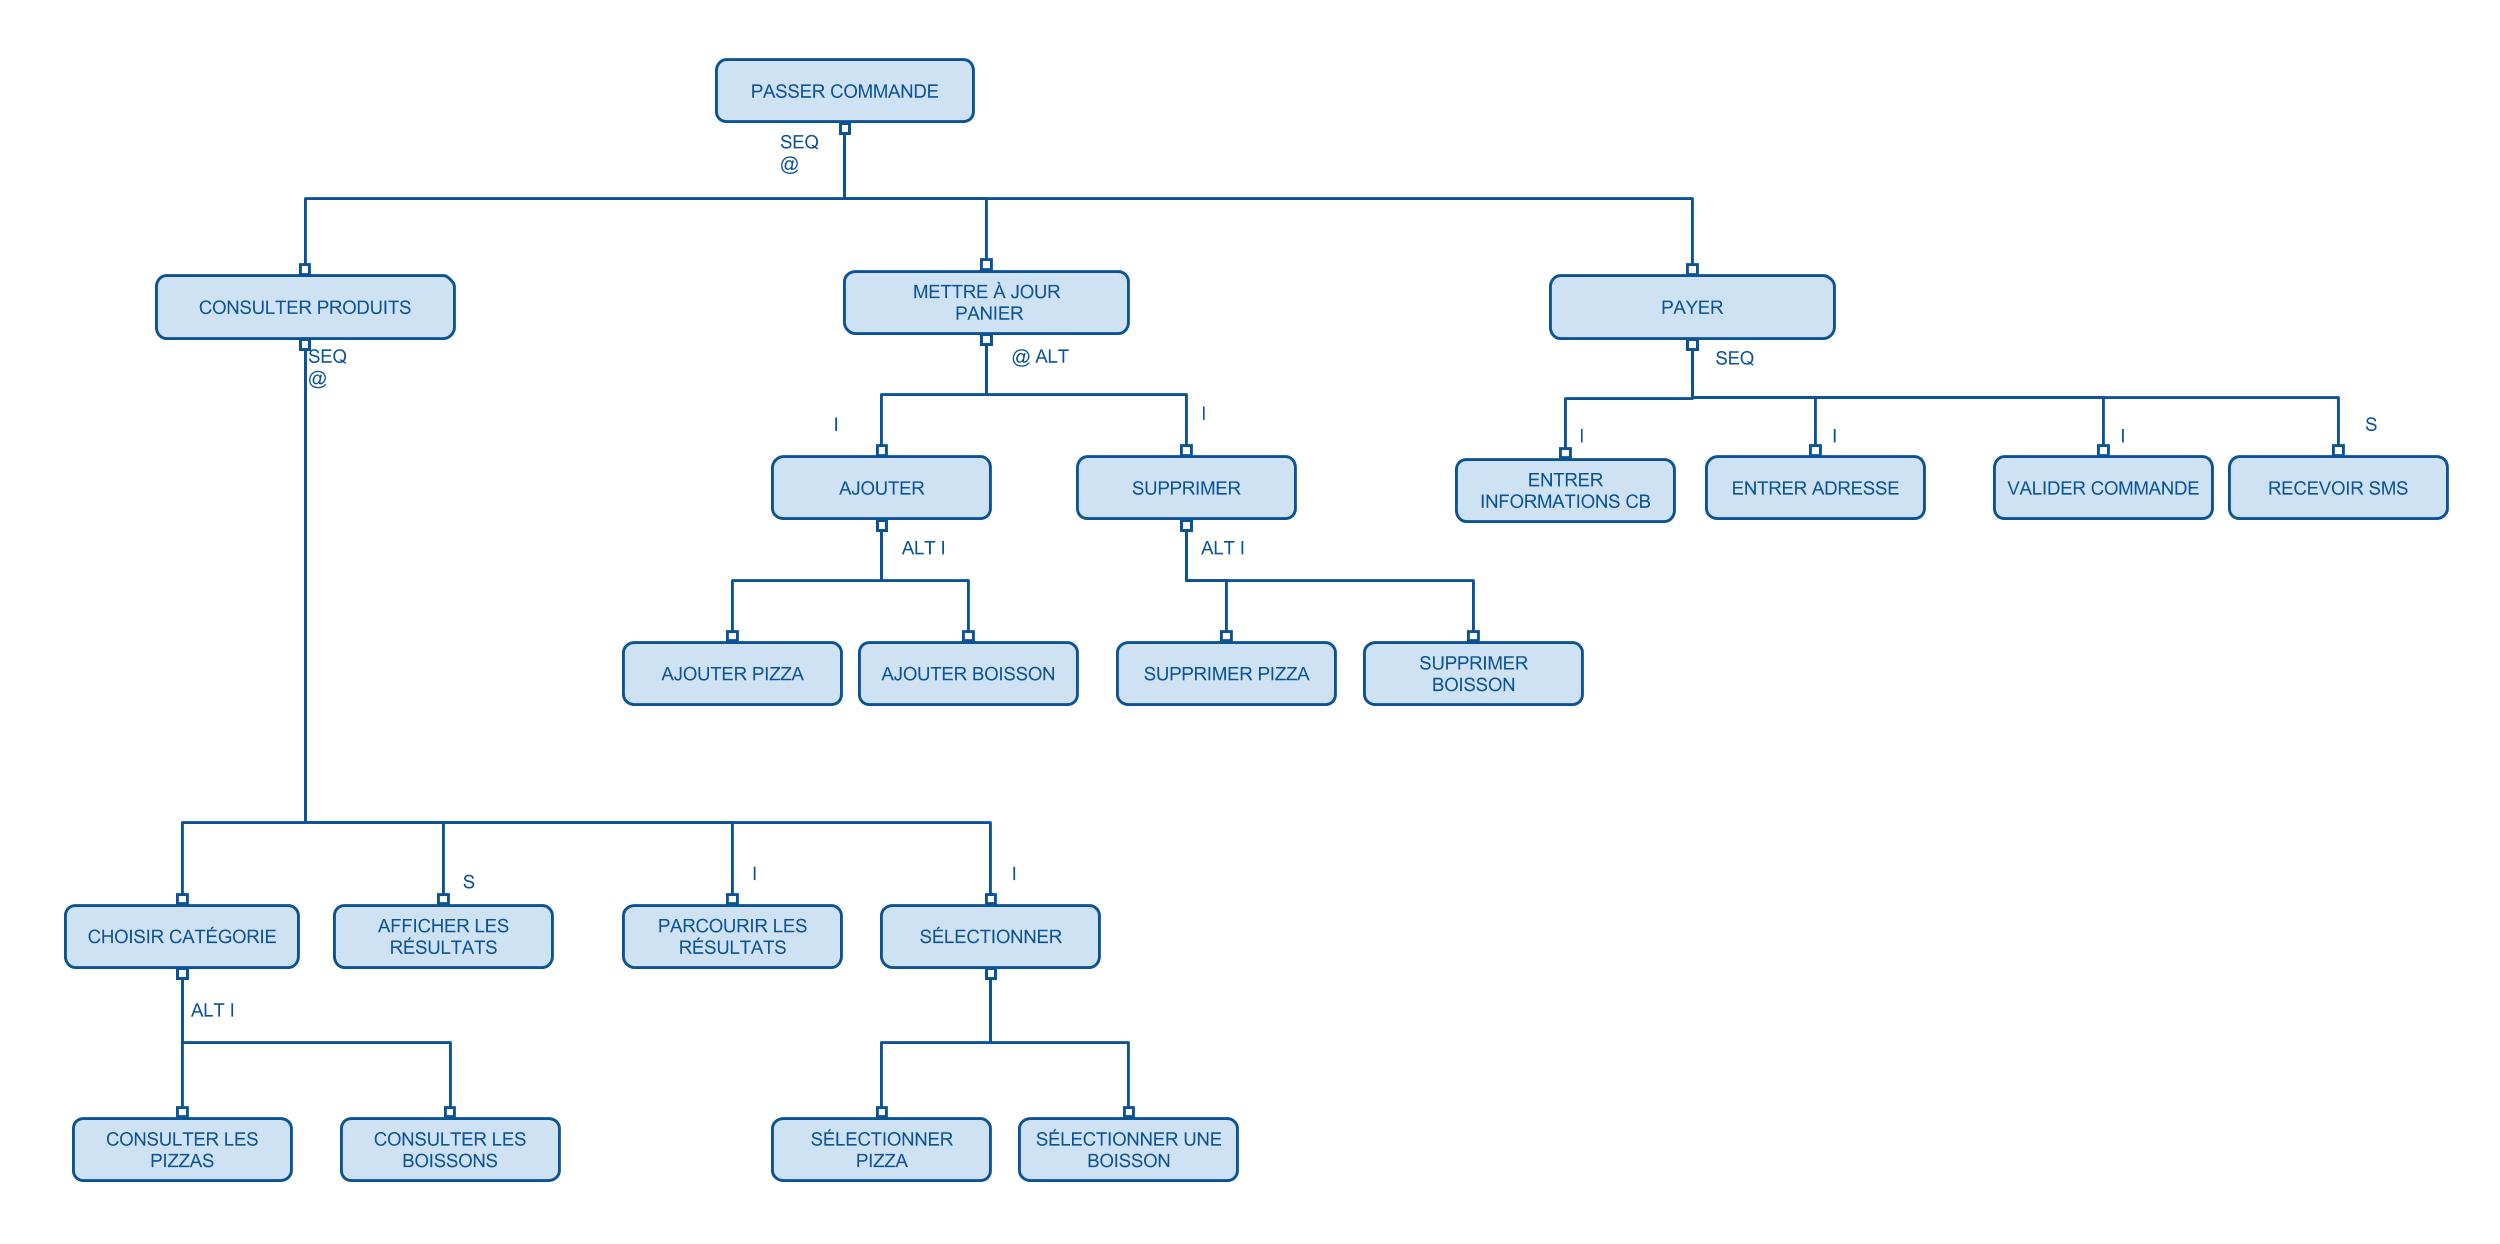 PASSER COMMANDE
SEQ
@
CONSULTER PRODUITS
METTRE À JOUR
PANIER
PAYER
SEQ
@
@ ALT
SEQ
I
I
I
I
I
S
AJOUTER
SUPPRIMER
ENTRER
INFORMATIONS CB
ENTRER ADRESSE
VALIDER COMMANDE
RECEVOIR SMS
ALT I
ALT I
AJOUTER PIZZA
AJOUTER BOISSON
SUPPRIMER PIZZA
SUPPRIMER
BOISSON
S
I
I
CHOISIR CATÉGORIE
AFFICHER LES
RÉSULTATS
PARCOURIR LES
RÉSULTATS
SÉLECTIONNER
ALT I
CONSULTER LES
PIZZAS
CONSULTER LES
BOISSONS
SÉLECTIONNER
PIZZA
SÉLECTIONNER UNE
BOISSON